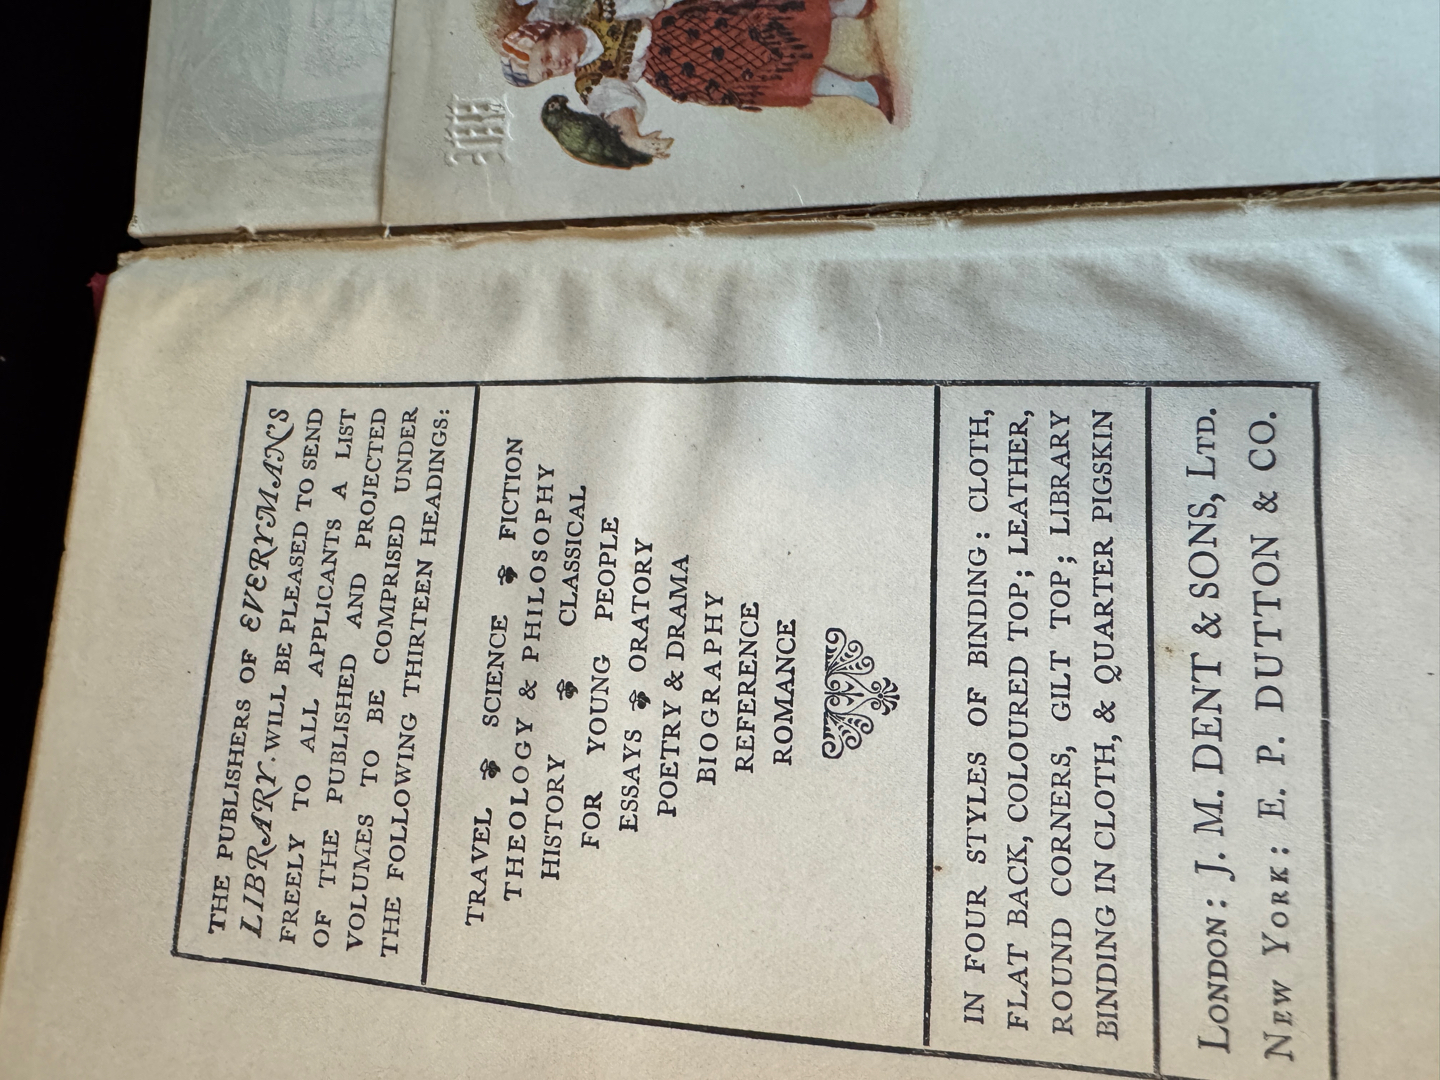 THE PUBLISHERS OF EVERYMAN'S
LIBRARY WILL BE PLEASED TO SEND
FREELY TO ALL APPLICANTS A LIST
OF THE PUBLISHED AND PROJECTED
VOLUMES TO BE COMPRISED UNDER
THE FOLLOWING THIRTEEN HEADINGS:
TRAVEL SCIENCE FICTION
THEOLOGY & PHILOSOPHY
HISTORY CLASSICAL
FOR YOUNG PEOPLE
ESSAYS ORATORY
POETRY & DRAMA
BIOGRAPHY
REFERENCE
ROMANCE
IN FOUR STYLES OF BINDING: CLOTH,
FLAT BACK, COLOURED TOP; LEATHER,
ROUND CORNERS, GILT TOP; LIBRARY
BINDING IN CLOTH, & QUARTER PIGSKIN
LONDON: J. M. DENT & SONS, LTD.
NEW YORK: E. P. DUTTON & CO.